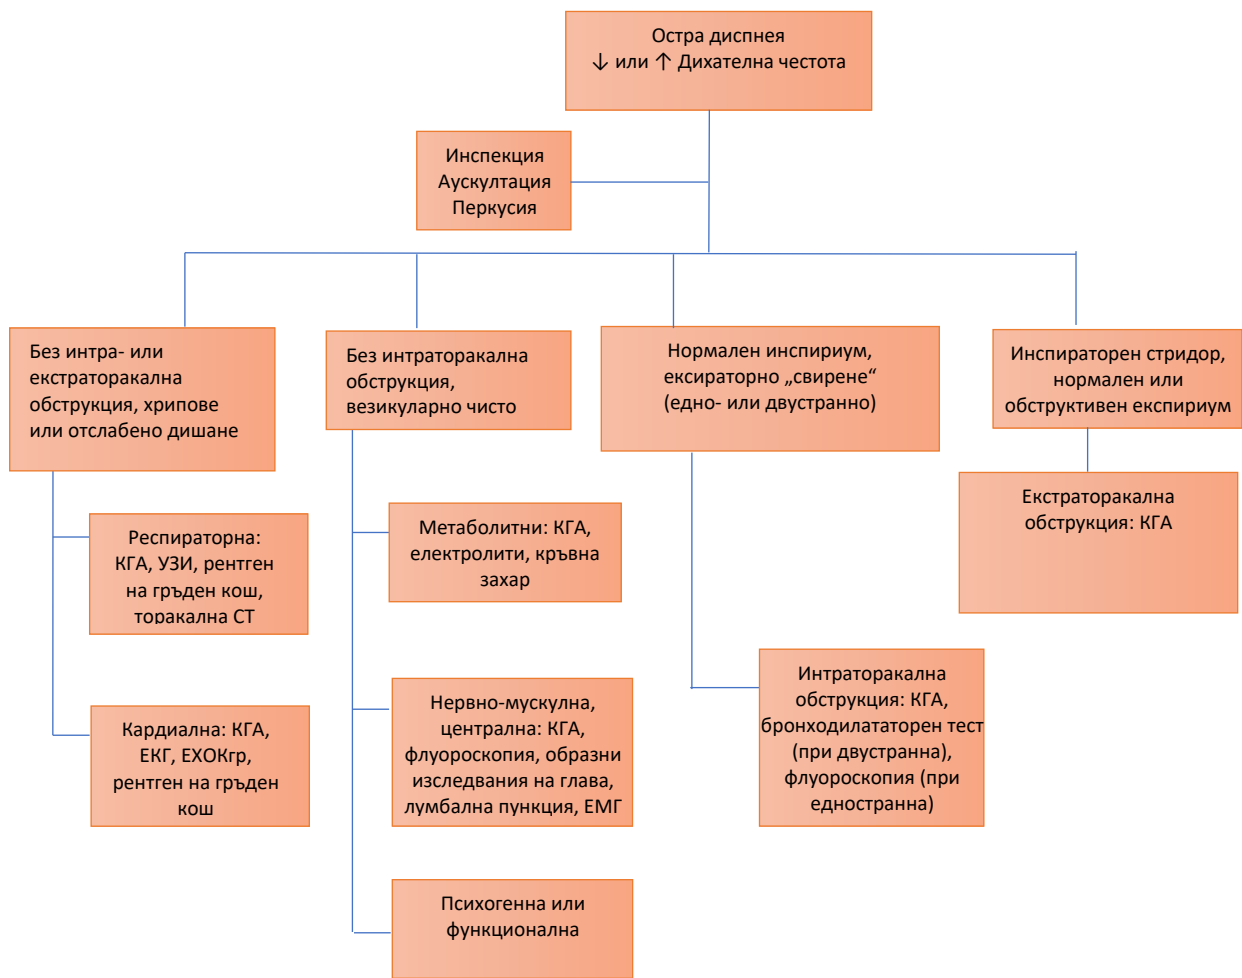 Остра диспнея
↓ или ↑ Дихателна честота
Инспекция
Аускултация
Перкусия
Без интра- или
екстраторакална
обструкция, хрипове
или отслабено дишане
Без интраторакална
обструкция,
везикуларно чисто
Нормален инспириум,
ексираторно „свирене“
(едно- или двустранно)
Инспираторен стридор,
нормален или
обструктивен експириум
Респираторна:
КГА, УЗИ, рентген
на гръден кош,
торакална СТ
Метаболитни: КГА,
електролити, кръвна
захар
Екстраторакална
обструкция: КГА
Кардиална: КГА,
ЕКГ, ЕХОКгр,
рентген на гръден
кош
Нервно-мускулна,
централна: КГА,
флуороскопия, образни
изследвания на глава,
лумбална пункция, ЕМГ
Интраторакална
обструкция: КГА,
бронходилататорен тест
(при двустранна),
флуороскопия (при
едностранна)
Психогенна или
функционална